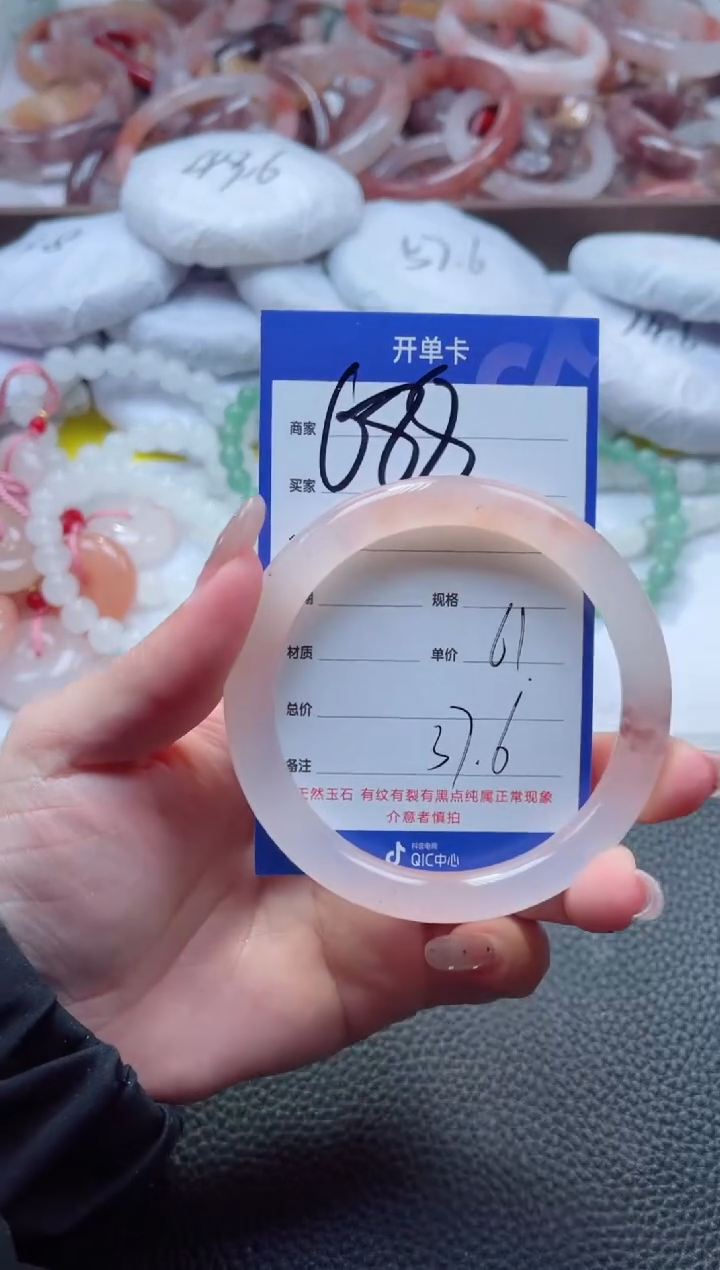 49.6
57.6
开单卡
商家
688
买家
规格
材质
单价
61.
总价
备注
37.6
天然玉石 有纹有裂有黑点纯属正常现象
介意者慎拍
抖音电商
QIC中心